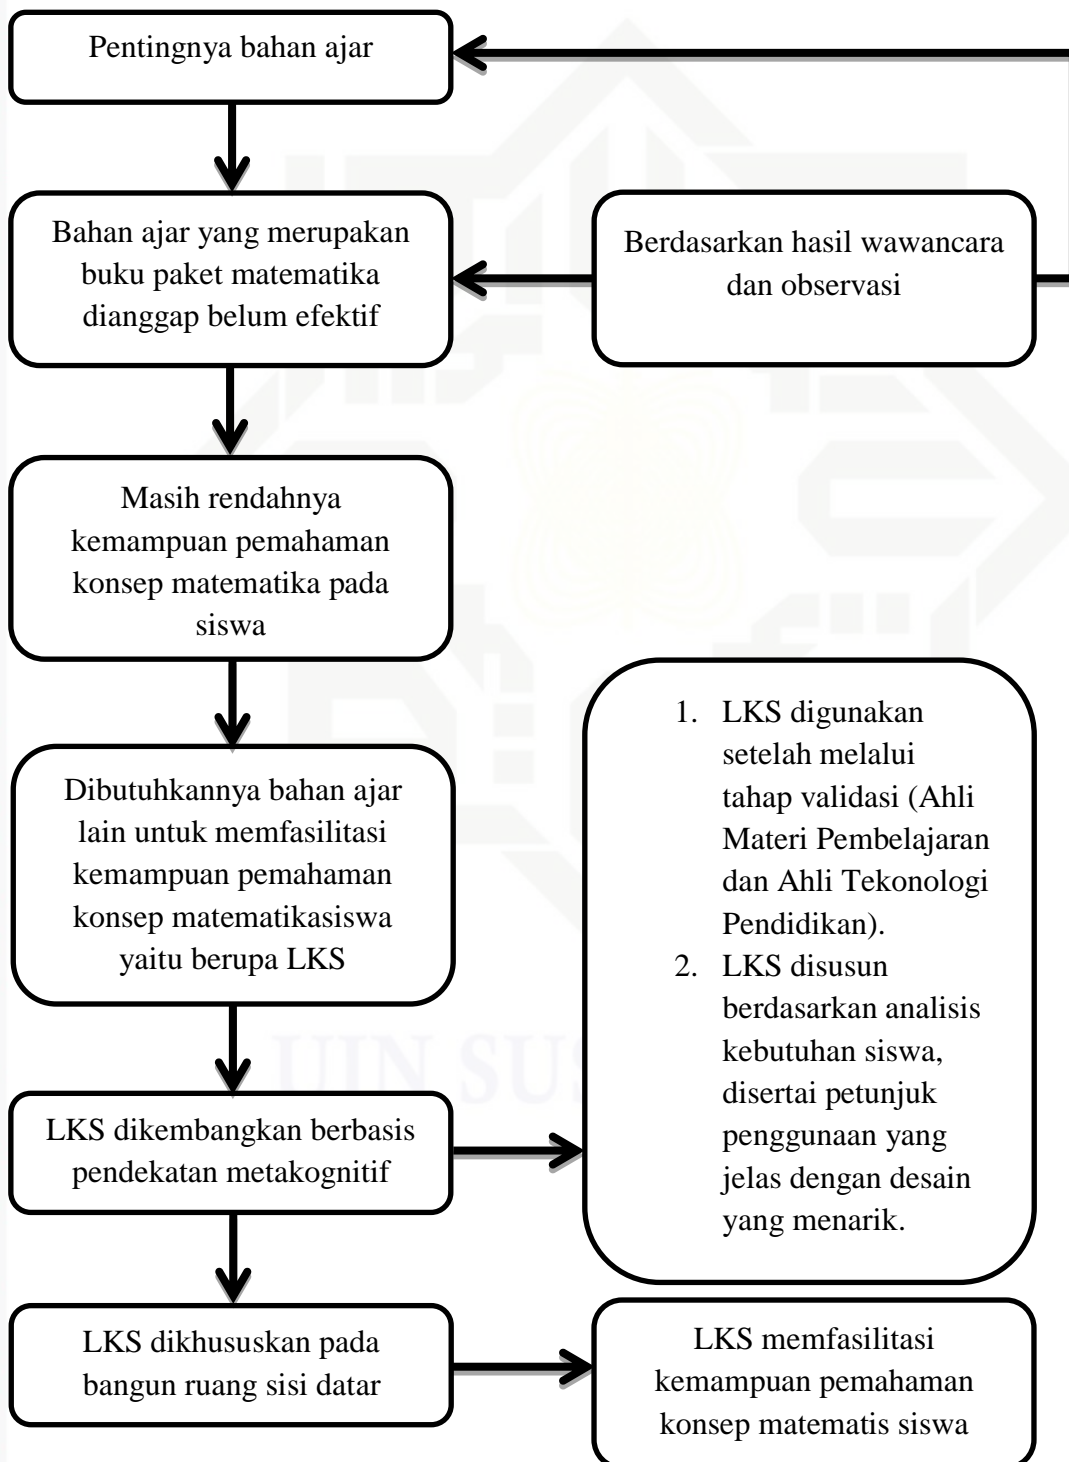 Pentingnya bahan ajar
Bahan ajar yang merupakan
buku paket matematika
dianggap belum efektif
Berdasarkan hasil wawancara
dan observasi
Masih rendahnya
kemampuan pemahaman
konsep matematika pada
siswa
Dibutuhkannya bahan ajar
lain untuk memfasilitasi
kemampuan pemahaman
konsep matematikasiswa
yaitu berupa LKS
1. LKS digunakan
setelah melalui
tahap validasi (Ahli
Materi Pembelajaran
dan Ahli Tekonologi
Pendidikan).
2. LKS disusun
berdasarkan analisis
kebutuhan siswa,
disertai petunjuk
penggunaan yang
jelas dengan desain
yang menarik.
UIN SUS
LKS dikembangkan berbasis
pendekatan metakognitif
LKS dikhususkan pada
bangun ruang sisi datar
LKS memfasilitasi
kemampuan pemahaman
konsep matematis siswa